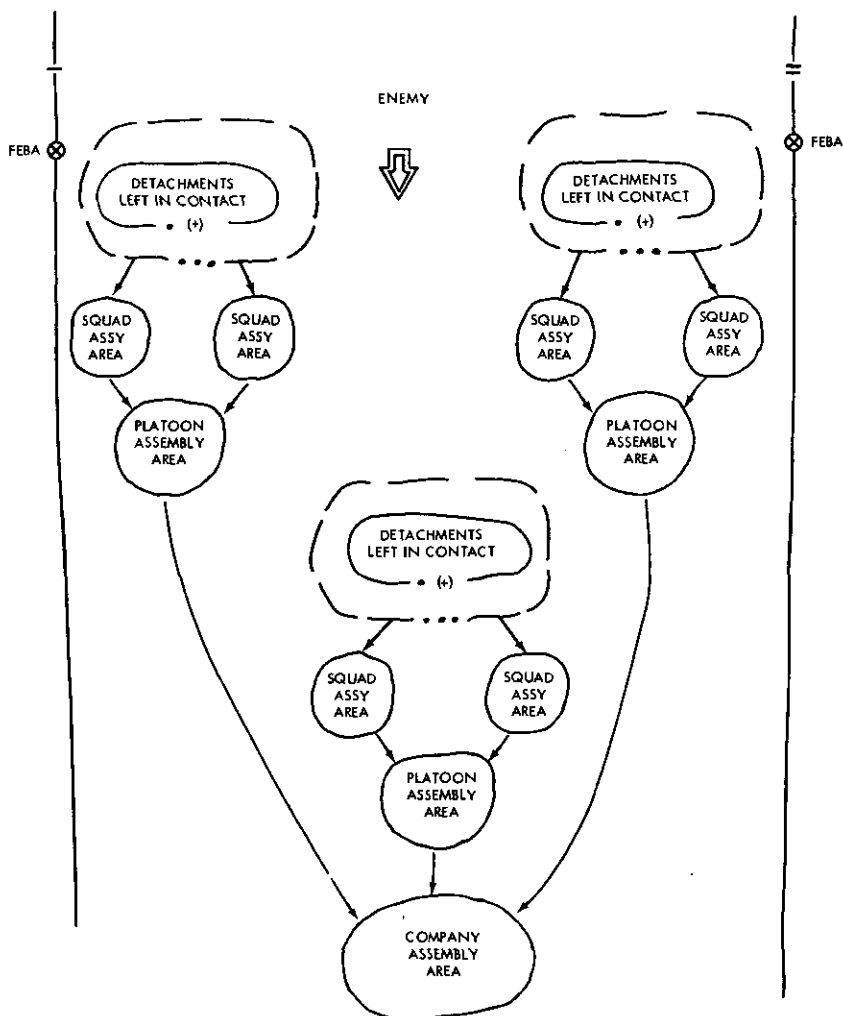 ENEMY
FEBA
FEBA
DETACHMENTS
LEFT IN CONTACT
(+)
DETACHMENTS
LEFT IN CONTACT
(+)
SQUAD
ASSY
AREA
SQUAD
ASSY
AREA
SQUAD
ASSY
AREA
SQUAD
ASSY
AREA
PLATOON
ASSEMBLY
AREA
PLATOON
ASSEMBLY
AREA
DETACHMENTS
LEFT IN CONTACT
(+)
SQUAD
ASSY
AREA
SQUAD
ASSY
AREA
PLATOON
ASSEMBLY
AREA
COMPANY
ASSEMBLY
AREA